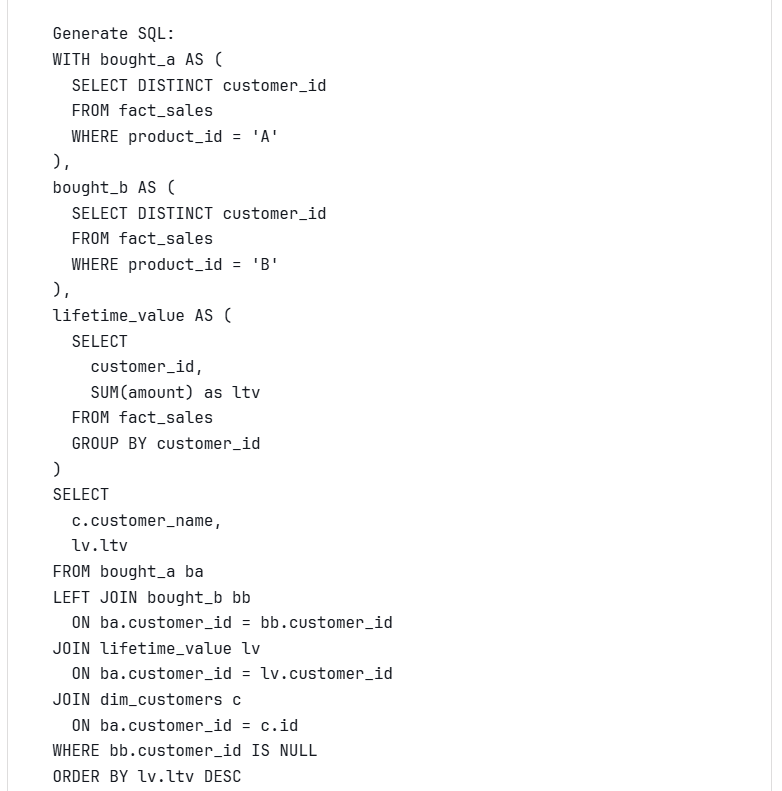 Generate SQL:
WITH bought_a AS (
  SELECT DISTINCT customer_id
  FROM fact_sales
  WHERE product_id = 'A'
),
bought_b AS (
  SELECT DISTINCT customer_id
  FROM fact_sales
  WHERE product_id = 'B'
),
lifetime_value AS (
  SELECT
    customer_id,
    SUM(amount) as ltv
  FROM fact_sales
  GROUP BY customer_id
)
SELECT
  c.customer_name,
  lv.ltv
FROM bought_a ba
LEFT JOIN bought_b bb
  ON ba.customer_id = bb.customer_id
JOIN lifetime_value lv
  ON ba.customer_id = lv.customer_id
JOIN dim_customers c
  ON ba.customer_id = c.id
WHERE bb.customer_id IS NULL
ORDER BY lv.ltv DESC